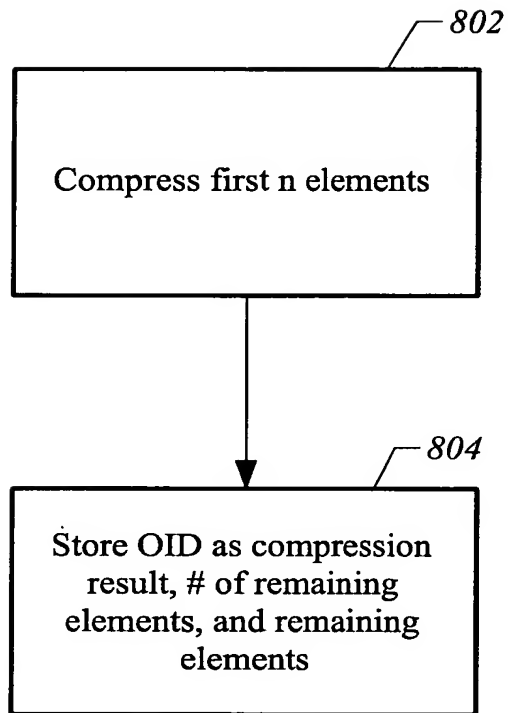 802
Compress first n elements
804
Store OID as compression
result, # of remaining
elements, and remaining
elements